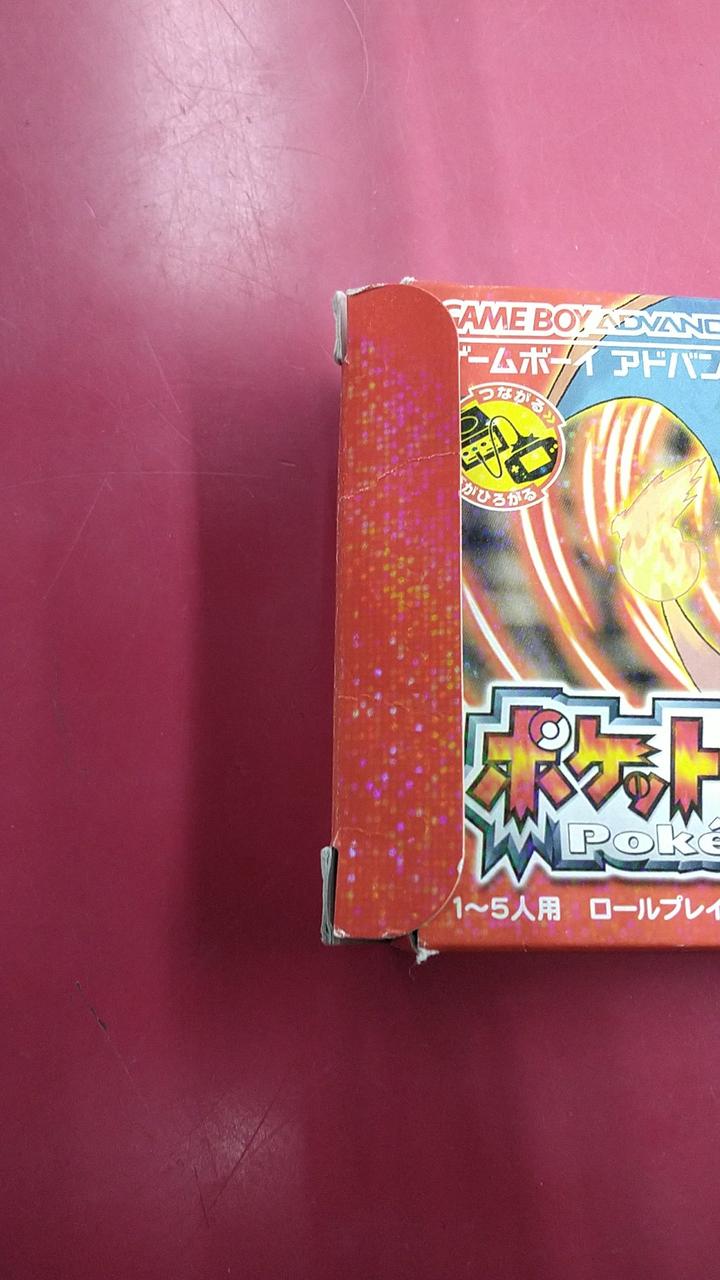 GAME BOY ADVANC
ゲームボーイ アドバン
つながる»
がひろがる
ポケット
Poké
1〜5人用 ロールプレイ